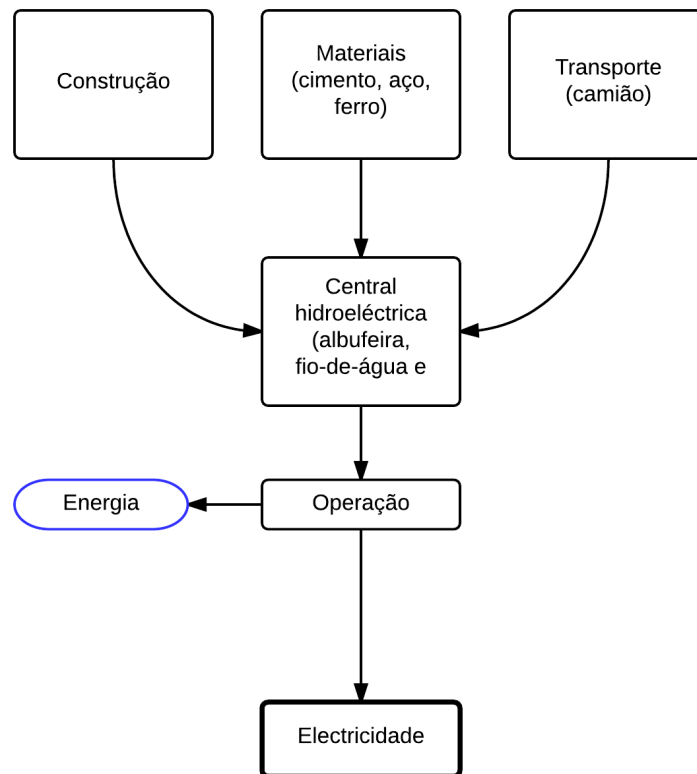 Construção
Materiais
(cimento, aço,
ferro)
Transporte
(camião)
Central
hidroeléctrica
(albufeira,
fio-de-água e
Energia
Operação
Electricidade